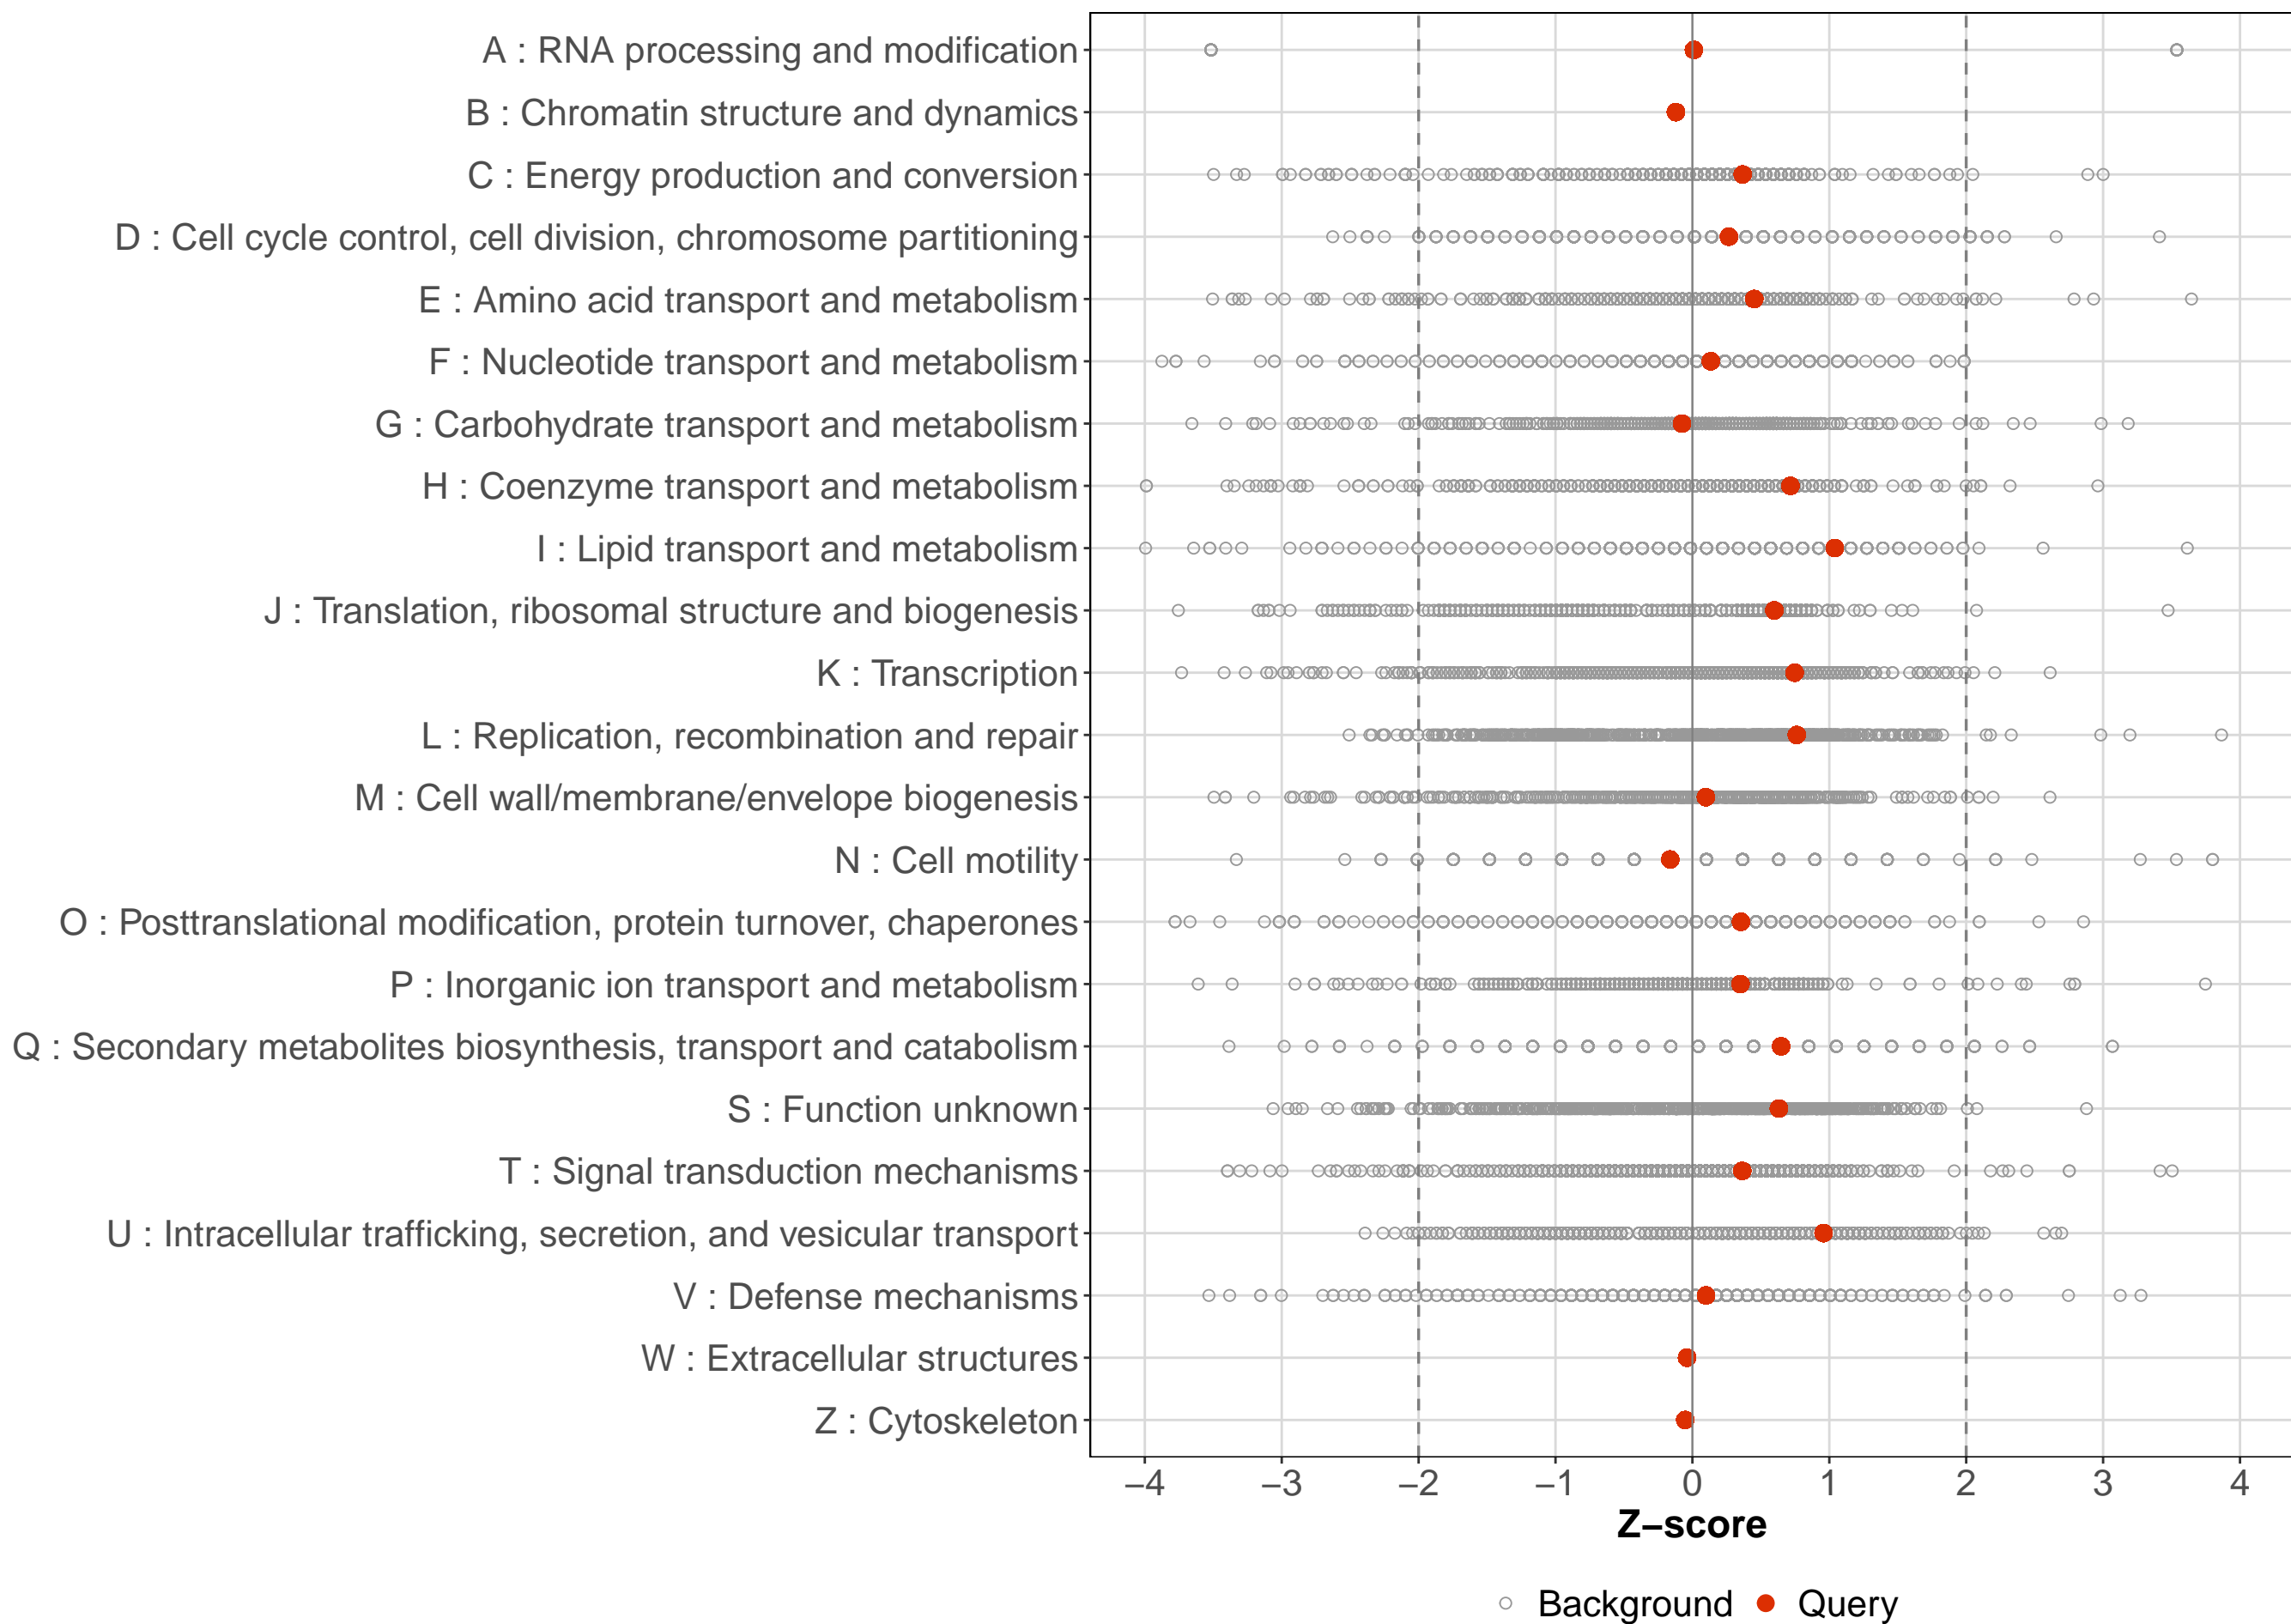 A : RNA processing and modification
B : Chromatin structure and dynamics
C : Energy production and conversion
D : Cell cycle control, cell division, chromosome partitioning
E : Amino acid transport and metabolism
F : Nucleotide transport and metabolism
G : Carbohydrate transport and metabolism
H : Coenzyme transport and metabolism
I : Lipid transport and metabolism
J : Translation, ribosomal structure and biogenesis
K : Transcription
L : Replication, recombination and repair
M : Cell wall/membrane/envelope biogenesis
N : Cell motility
O : Posttranslational modification, protein turnover, chaperones
P : Inorganic ion transport and metabolism
Q : Secondary metabolites biosynthesis, transport and catabolism
S : Function unknown
T : Signal transduction mechanisms
U : Intracellular trafficking, secretion, and vesicular transport
V : Defense mechanisms
W : Extracellular structures
Z : Cytoskeleton
−4 −3 −2 −1 0 1 2 3 4
Z−score
Background Query